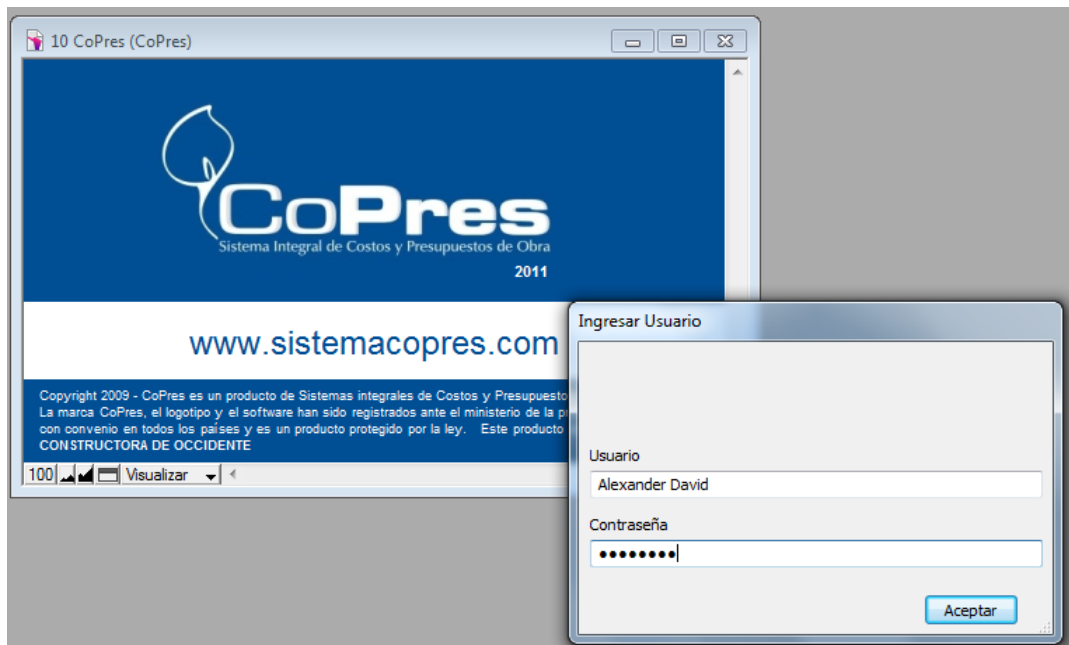 10 CoPres (CoPres)
CoPres
Sistema Integral de Costos y Presupuestos de Obra
2011
www.sistemacopres.com
Copyright 2009 - CoPres es un producto de Sistemas integrales de Costos y Presupuesto
La marca CoPres, el logotipo y el software han sido registrados ante el ministerio de la
con convenio en todos los países y es un producto protegido por la ley. Este producto
CONSTRUCTORA DE OCCIDENTE
100 Visualizar
Ingresar Usuario
Usuario
Alexander David
Contraseña
••••••••
Aceptar